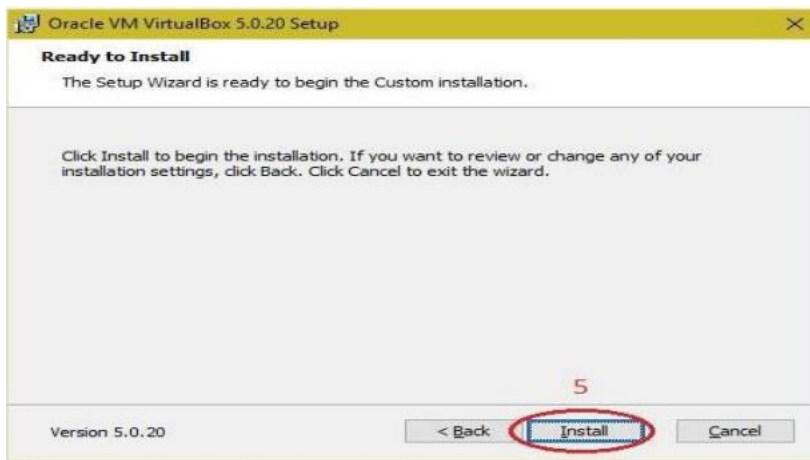 Oracle VM VirtualBox 5.0.20 Setup
Ready to Install
The Setup Wizard is ready to begin the Custom installation.
Click Install to begin the installation. If you want to review or change any of your
installation settings, click Back. Click Cancel to exit the wizard.
5
Version 5.0.20
< Back
Install
Cancel